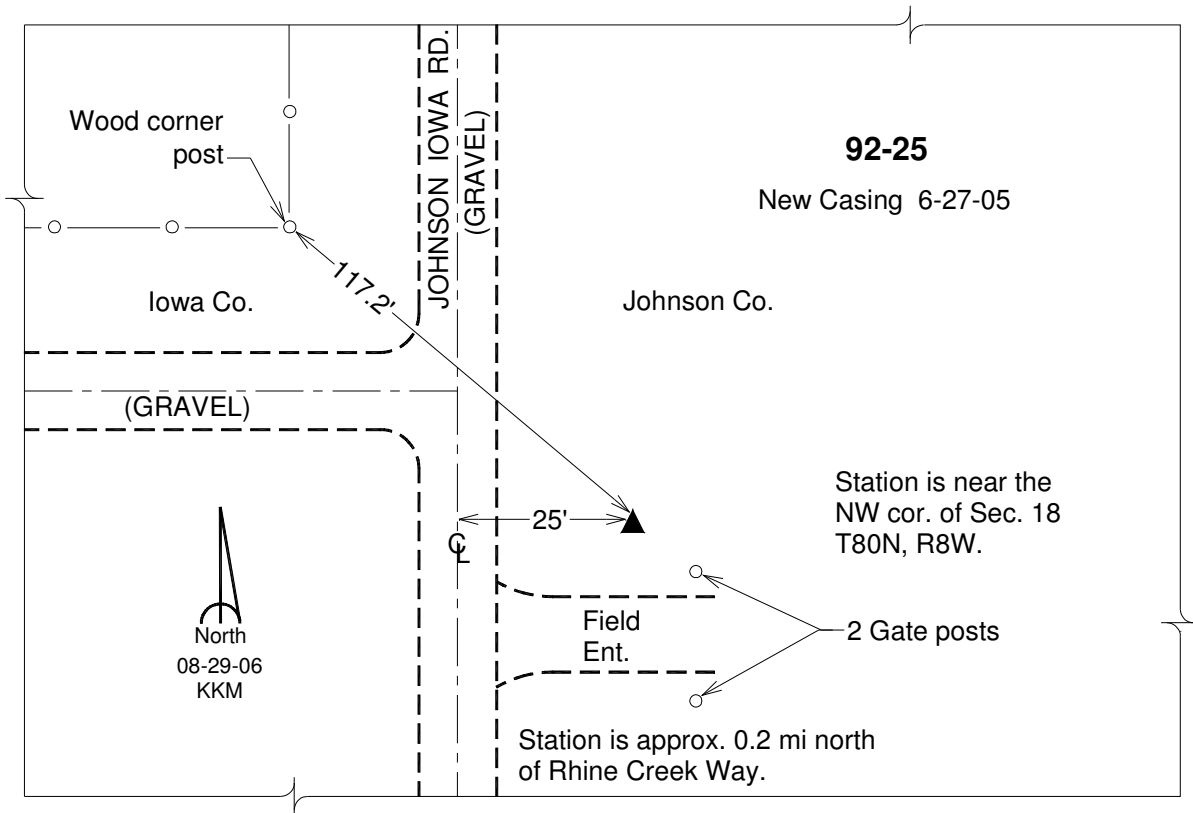 JOHNSON IOWA RD.
(GRAVEL)
Wood corner
post
92-25
New Casing 6-27-05
117.2'
Iowa Co.
Johnson Co.
(GRAVEL)
Station is near the
NW cor. of Sec. 18
T80N, R8W.
25'
CL
Field
Ent.
2 Gate posts
North
08-29-06
KKM
Station is approx. 0.2 mi north
of Rhine Creek Way.